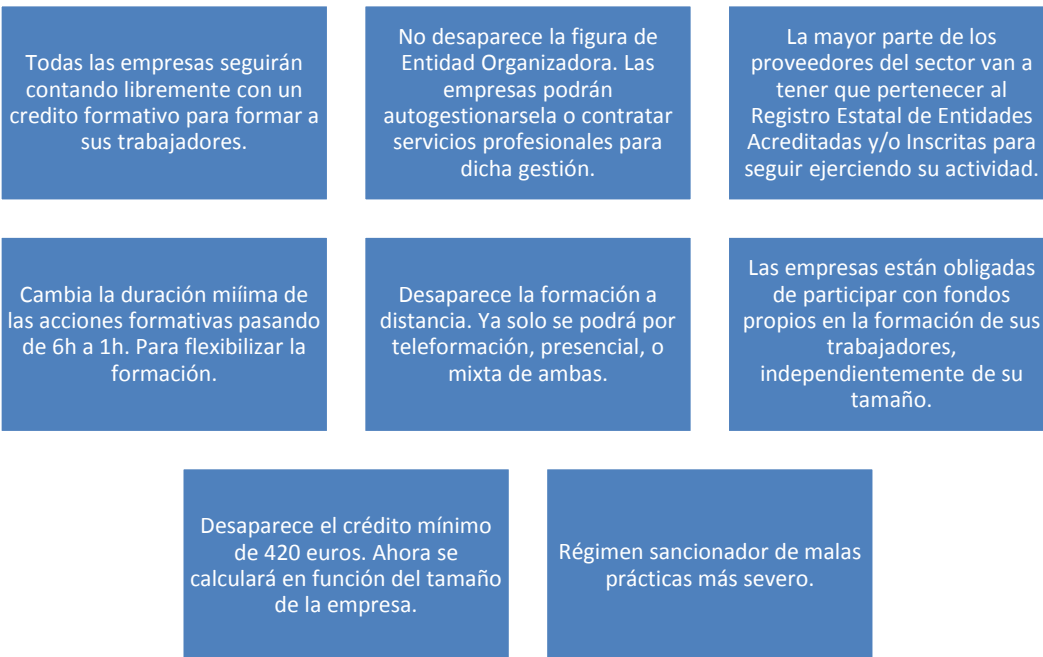 Todas las empresas seguirán
contando libremente con un
credito formativo para formar a
sus trabajadores.
No desaparece la figura de
Entidad Organizadora. Las
empresas podrán
autogestionarsela o contratar
servicios profesionales para
dicha gestión.
La mayor parte de los
proveedores del sector van a
tener que pertenecer al
Registro Estatal de Entidades
Acreditadas y/o Inscritas para
seguir ejerciendo su actividad.
Cambia la duración miíima de
las acciones formativas pasando
de 6h a 1h. Para flexibilizar la
formación.
Desaparece la formación a
distancia. Ya solo se podrá por
teleformación, presencial, o
mixta de ambas.
Las empresas están obligadas
de participar con fondos
propios en la formación de sus
trabajadores,
independientemente de su
tamaño.
Desaparece el crédito mínimo
de 420 euros. Ahora se
calculará en función del tamaño
de la empresa.
Régimen sancionador de malas
prácticas más severo.